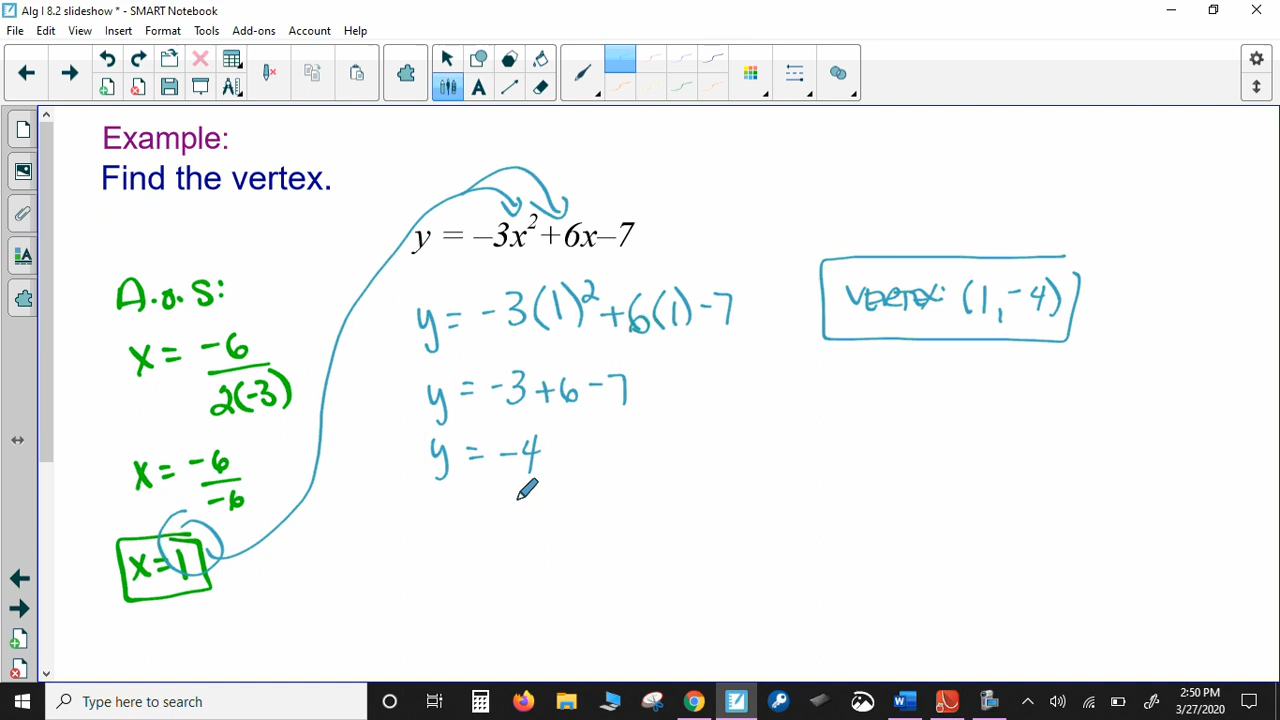 Alg I 8.2 slideshow * - SMART Notebook
File Edit View Insert Format Tools Add-ons Account Help
Example:
Find the vertex.
y = –3x²+6x–7
A.o.S:
x = -6/2(-3)
x = -6/-6
x = 1
y = -3(1)²+6(1)-7
y = -3+6-7
y = -4
VERTEX: (1,-4)
Type here to search
2:50 PM
3/27/2020